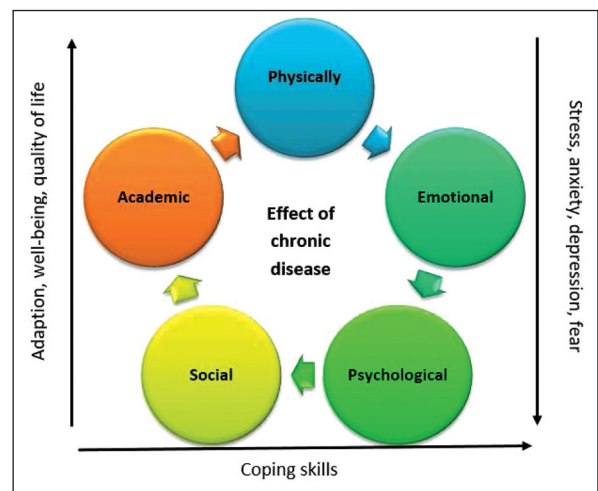 Physically
Academic
Emotional
Effect of
chronic
disease
Social
Psychological
Adaption, well-being, quality of life
Stress, anxiety, depression, fear
Coping skills